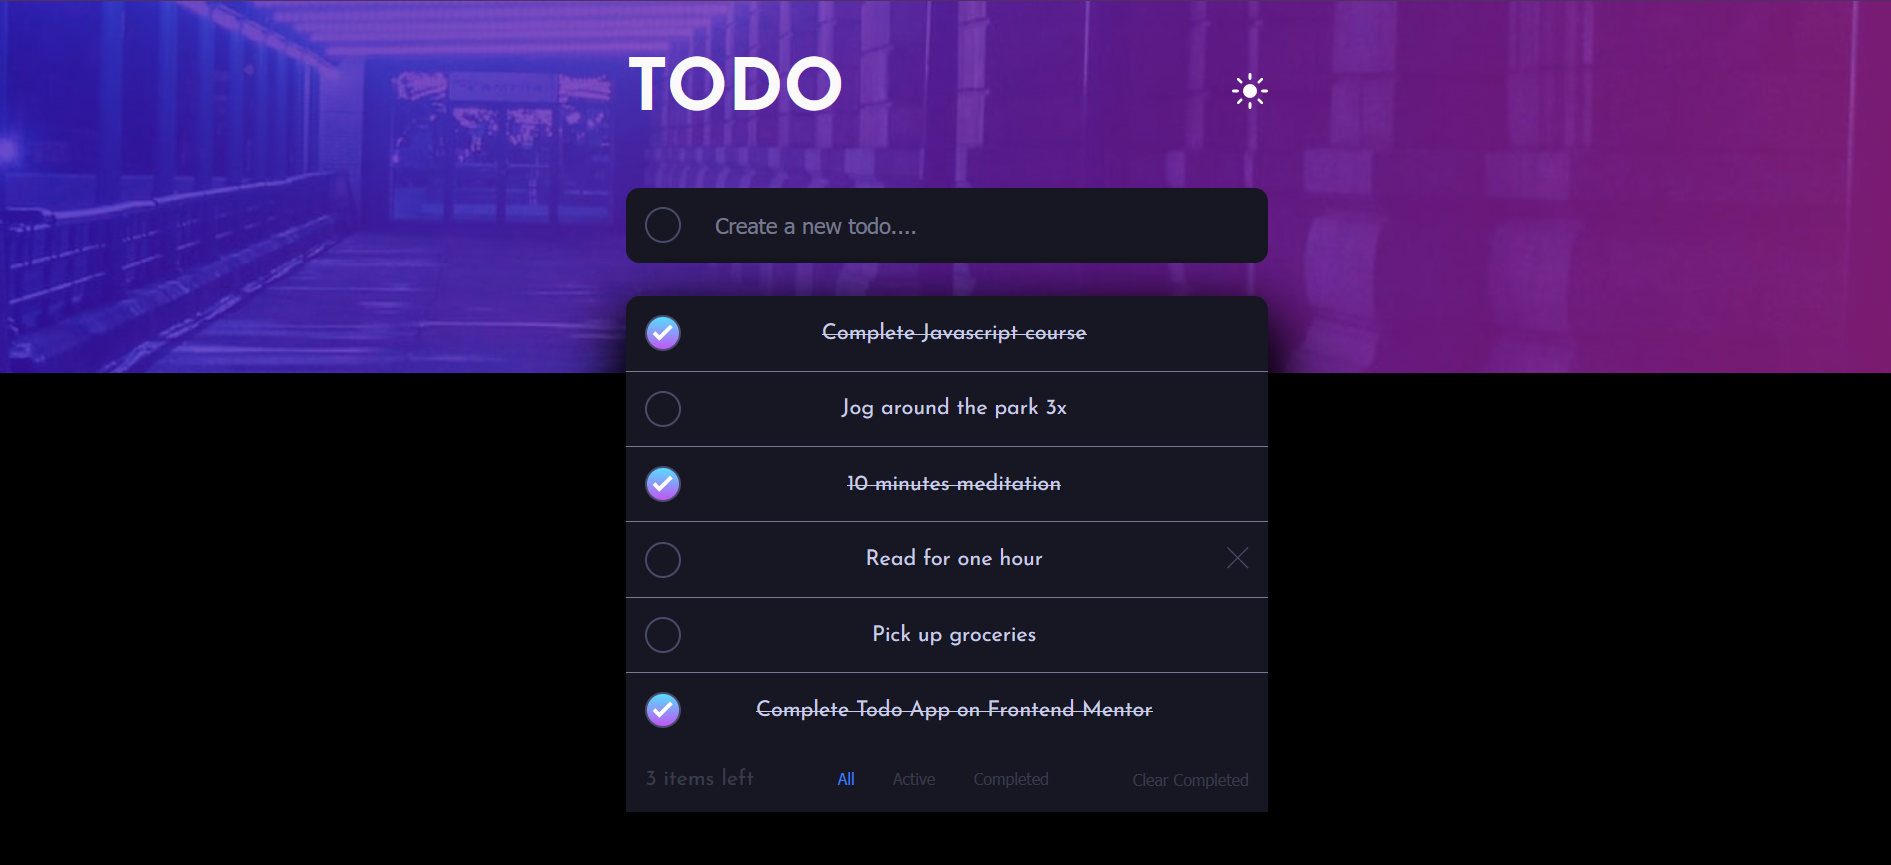 TODO
Create a new todo....
Complete Javascript course
Jog around the park 3x
10 minutes meditation
Read for one hour
Pick up groceries
Complete Todo App on Frontend Mentor
3 items left All Active Completed Clear Completed